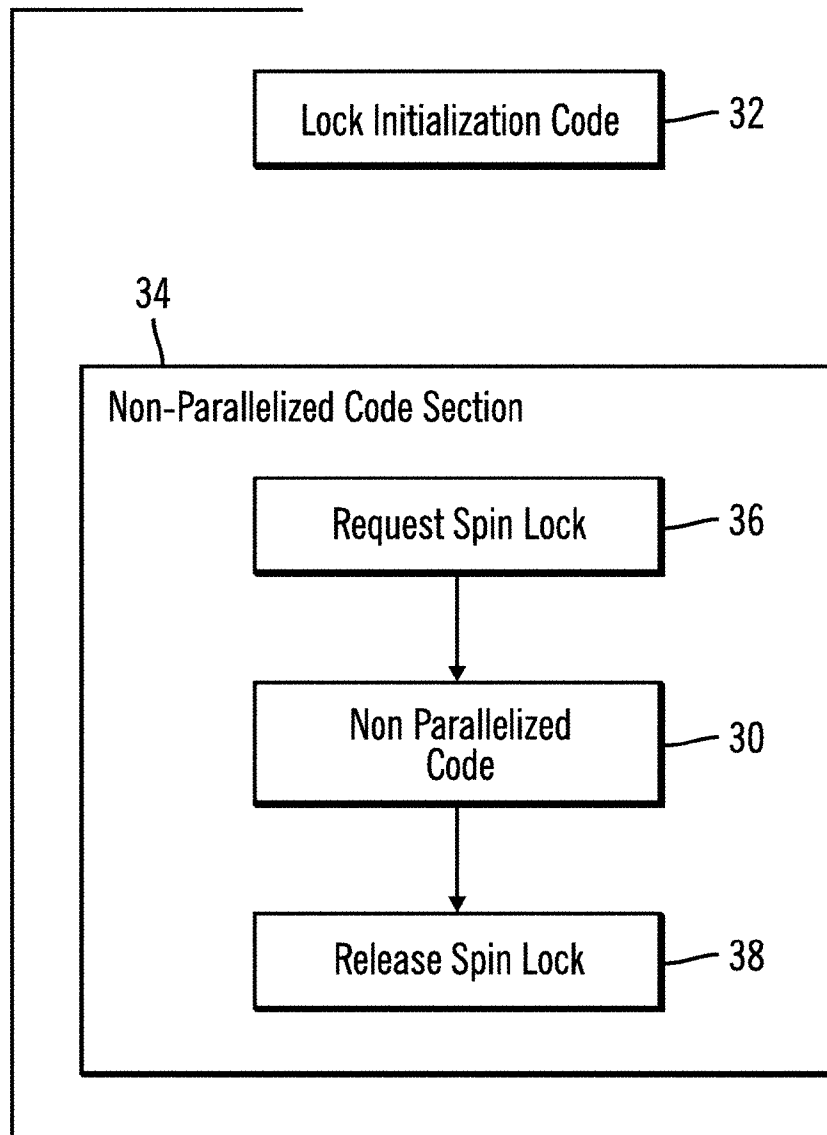 Lock Initialization Code
32
34
Non-Parallelized Code Section
Request Spin Lock
36
Non Parallelized
Code
30
Release Spin Lock
38